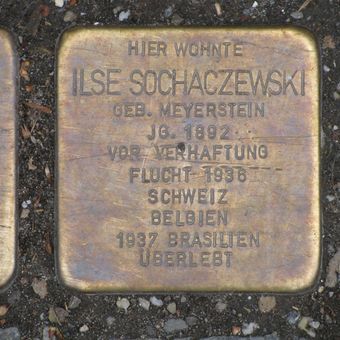 HIER WOHNTE
ILSE SOCHACZEWSKI
GEB. MEYERSTEIN
JG. 1892
VOR VERHAFTUNG
FLUCHT 1936
SCHWEIZ
BELGIEN
1937 BRASILIEN
ÜBERLEBT